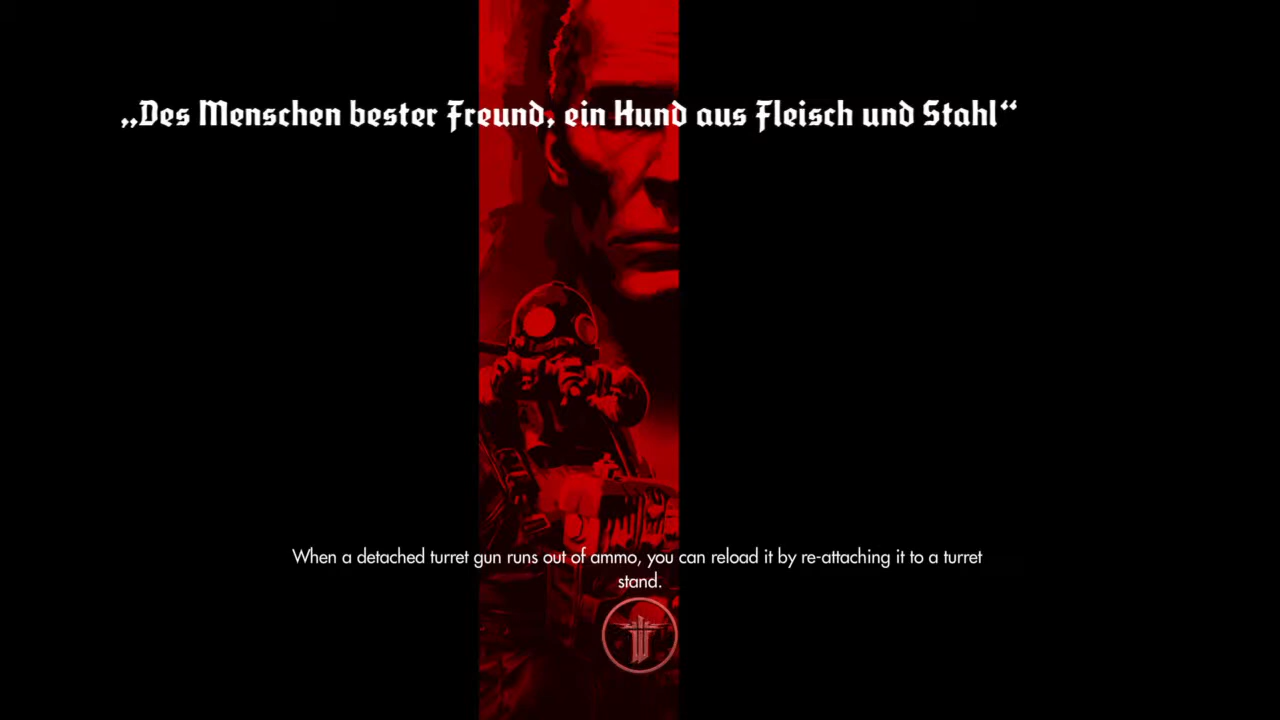 „Des Menschen bester Freund, ein Hund aus Fleisch und Stahl“
When a detached turret gun runs out of ammo, you can reload it by re-attaching it to a turret
stand.